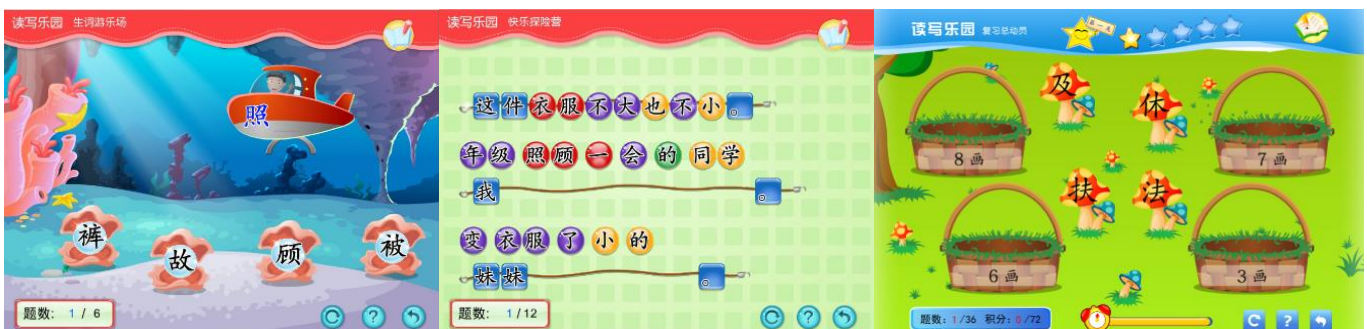 读写乐园 生词游乐场
照
裤 故 顾 被
题数: 1 / 6
读写乐园 快乐探险营
这件衣服不大也不小。
年级 照顾 一 会 的 同学
我 。
变 衣服 了 小 的
妹妹 。
题数: 1 /12
读写乐园 复习总动员
第一关
及 休
8 画 7 画
扶 法
6 画 3 画
题数: 1 /36 积分: 0 /72